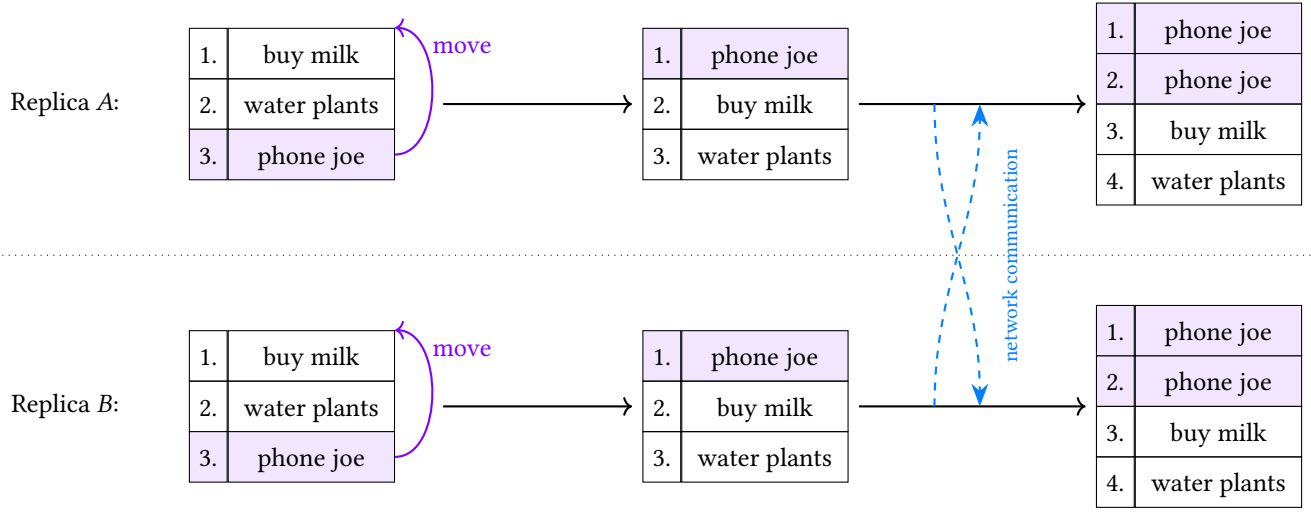 Replica A:
1. buy milk
2. water plants
3. phone joe
move
1. phone joe
2. buy milk
3. water plants
1. phone joe
2. phone joe
3. buy milk
4. water plants
network communication
Replica B:
1. buy milk
2. water plants
3. phone joe
move
1. phone joe
2. buy milk
3. water plants
1. phone joe
2. phone joe
3. buy milk
4. water plants